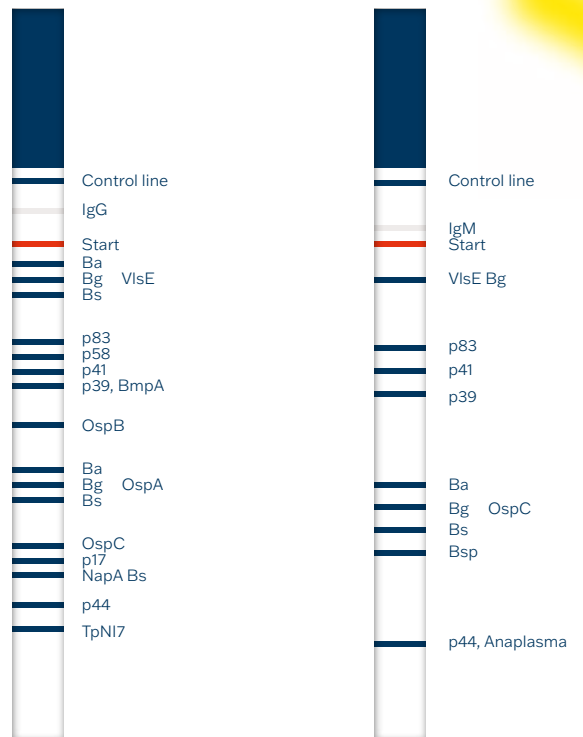 Control line
IgG
Start
Ba
Bg VlsE
Bs
p83
p58
p41
p39, BmpA
OspB
Ba
Bg OspA
Bs
OspC
p17
NapA Bs
p44
TpNI7
Control line
IgM
Start
VlsE Bg
p83
p41
p39
Ba
Bg OspC
Bs
Bsp
p44, Anaplasma